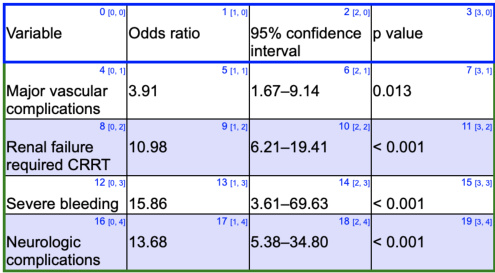 0 [0, 0] 1 [1, 0] 2 [2, 0] 3 [3, 0]
Variable Odds ratio 95% confidence p value
interval
4 [0, 1] 5 [1, 1] 6 [2, 1] 7 [3, 1]
Major vascular 3.91 1.67–9.14 0.013
complications
8 [0, 2] 9 [1, 2] 10 [2, 2] 11 [3, 2]
Renal failure 10.98 6.21–19.41 < 0.001
required CRRT
12 [0, 3] 13 [1, 3] 14 [2, 3] 15 [3, 3]
Severe bleeding 15.86 3.61–69.63 < 0.001
16 [0, 4] 17 [1, 4] 18 [2, 4] 19 [3, 4]
Neurologic 13.68 5.38–34.80 < 0.001
complications